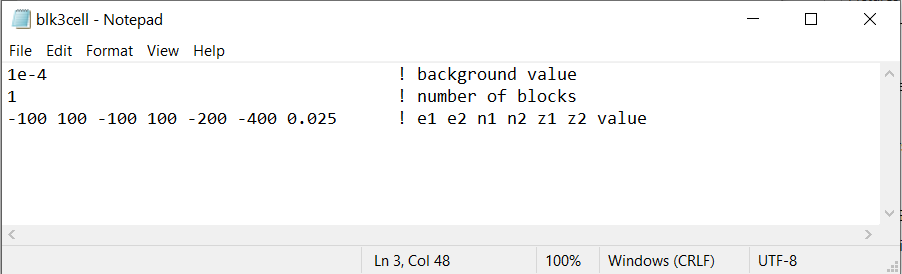 blk3cell - Notepad
File Edit Format View Help
1e-4 ! background value
1 ! number of blocks
-100 100 -100 100 -200 -400 0.025 ! e1 e2 n1 n2 z1 z2 value
Ln 3, Col 48 100% Windows (CRLF) UTF-8